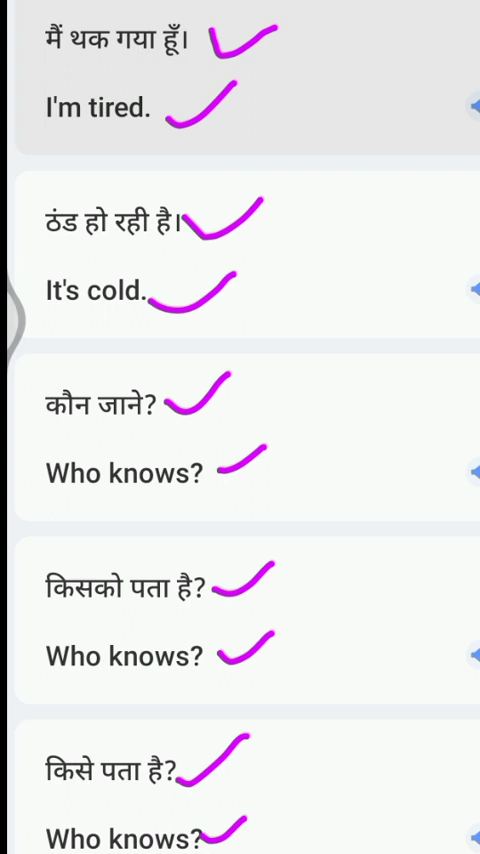 मैं थक गया हूँ।
I'm tired.
ठंड हो रही है।
It's cold.
कौन जाने?
Who knows?
किसको पता है?
Who knows?
किसे पता है?
Who knows?